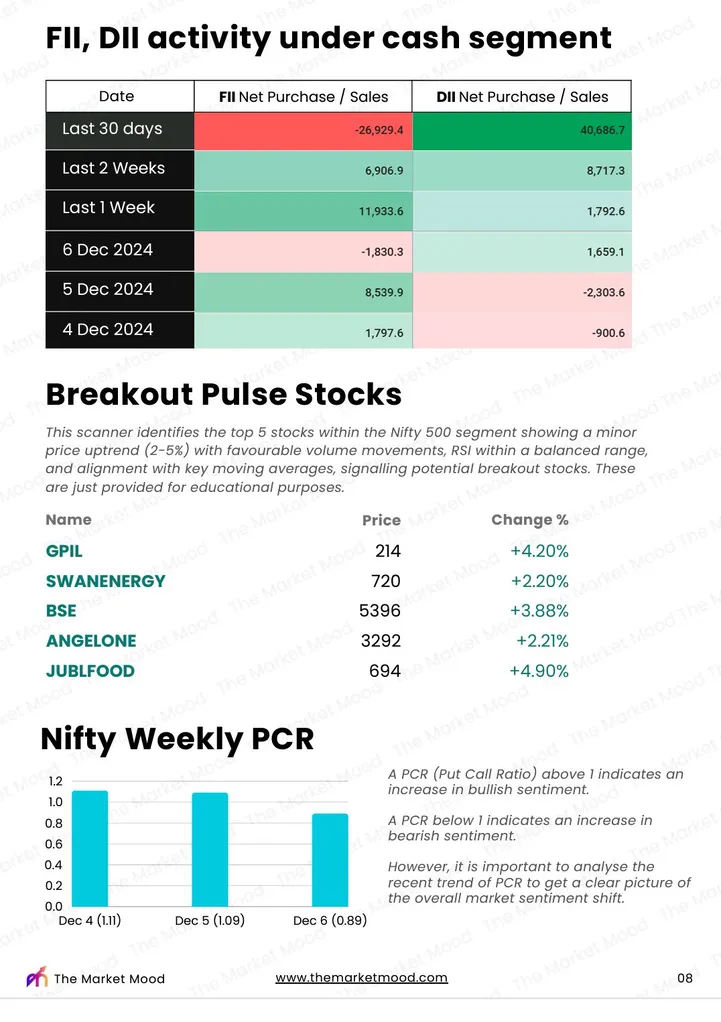 FII, DII activity under cash segment
Date FII Net Purchase / Sales DII Net Purchase / Sales
Last 30 days -26,929.4 40,686.7
Last 2 Weeks 6,906.9 8,717.3
Last 1 Week 11,933.6 1,792.6
6 Dec 2024 -1,830.3 1,659.1
5 Dec 2024 8,539.9 -2,303.6
4 Dec 2024 1,797.6 -900.6
Breakout Pulse Stocks
This scanner identifies the top 5 stocks within the Nifty 500 segment showing a minor
price uptrend (2-5%) with favourable volume movements, RSI within a balanced range,
and alignment with key moving averages, signalling potential breakout stocks. These
are just provided for educational purposes.
Name Price Change %
GPIL 214 +4.20%
SWANENERGY 720 +2.20%
BSE 5396 +3.88%
ANGELONE 3292 +2.21%
JUBLFOOD 694 +4.90%
Nifty Weekly PCR
1.2
1.0
0.8
0.6
0.4
0.2
0.0
Dec 4 (1.11) Dec 5 (1.09) Dec 6 (0.89)
A PCR (Put Call Ratio) above 1 indicates an
increase in bullish sentiment.
A PCR below 1 indicates an increase in
bearish sentiment.
However, it is important to analyse the
recent trend of PCR to get a clear picture of
the overall market sentiment shift.
The Market Mood www.themarketmood.com 08